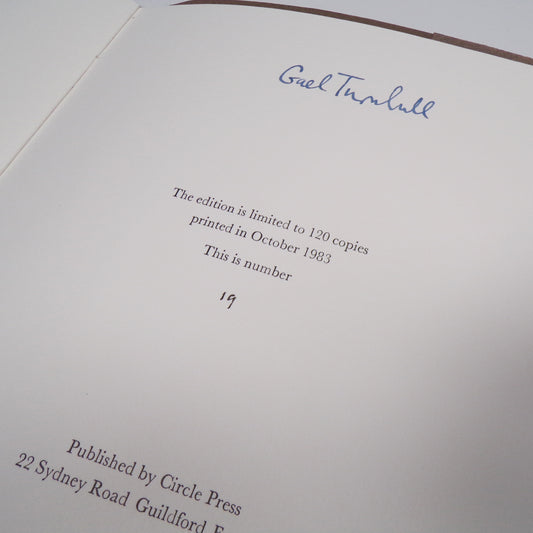 Gael Turnbull
The edition is limited to 120 copies
printed in October 1983
This is number
19
Published by Circle Press
22 Sydney Road Guildford, E